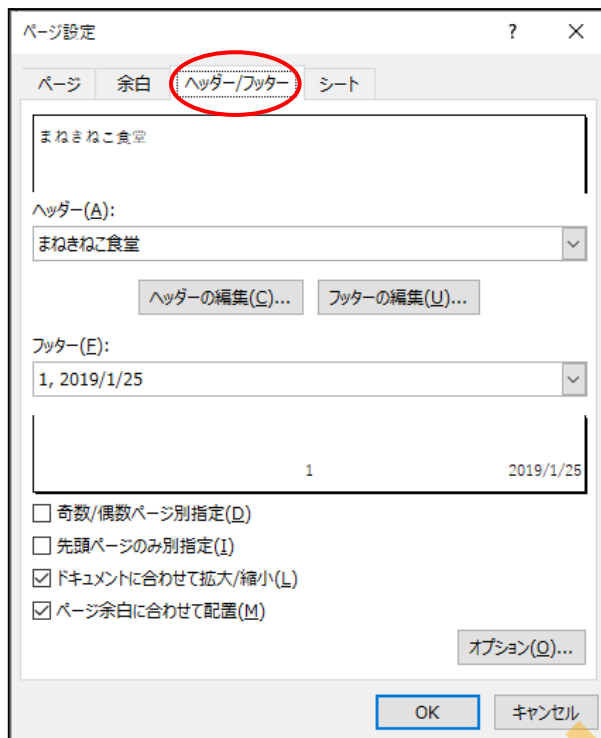 ページ設定 ?
ページ 余白 ヘッダー/フッター シート
まねきねこ食堂
ヘッダー(A):
まねきねこ食堂
ヘッダーの編集(C)... フッターの編集(U)...
フッター(F):
1, 2019/1/25
1 2019/1/25
奇数/偶数ページ別指定(D)
先頭ページのみ別指定(I)
ドキュメントに合わせて拡大/縮小(L)
ページ余白に合わせて配置(M)
オプション(O)...
OK キャンセル